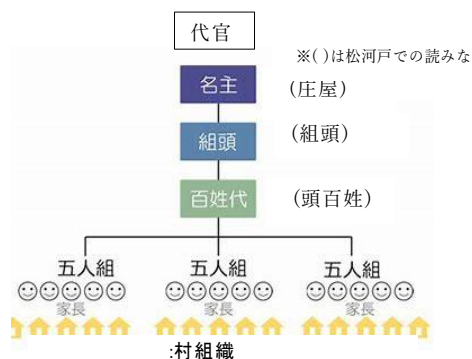 代官
※( )は松河戸での読みな
名主 (庄屋)
組頭 (組頭)
百姓代 (頭百姓)
五人組 五人組 五人組
家長 家長 家長
:村組織